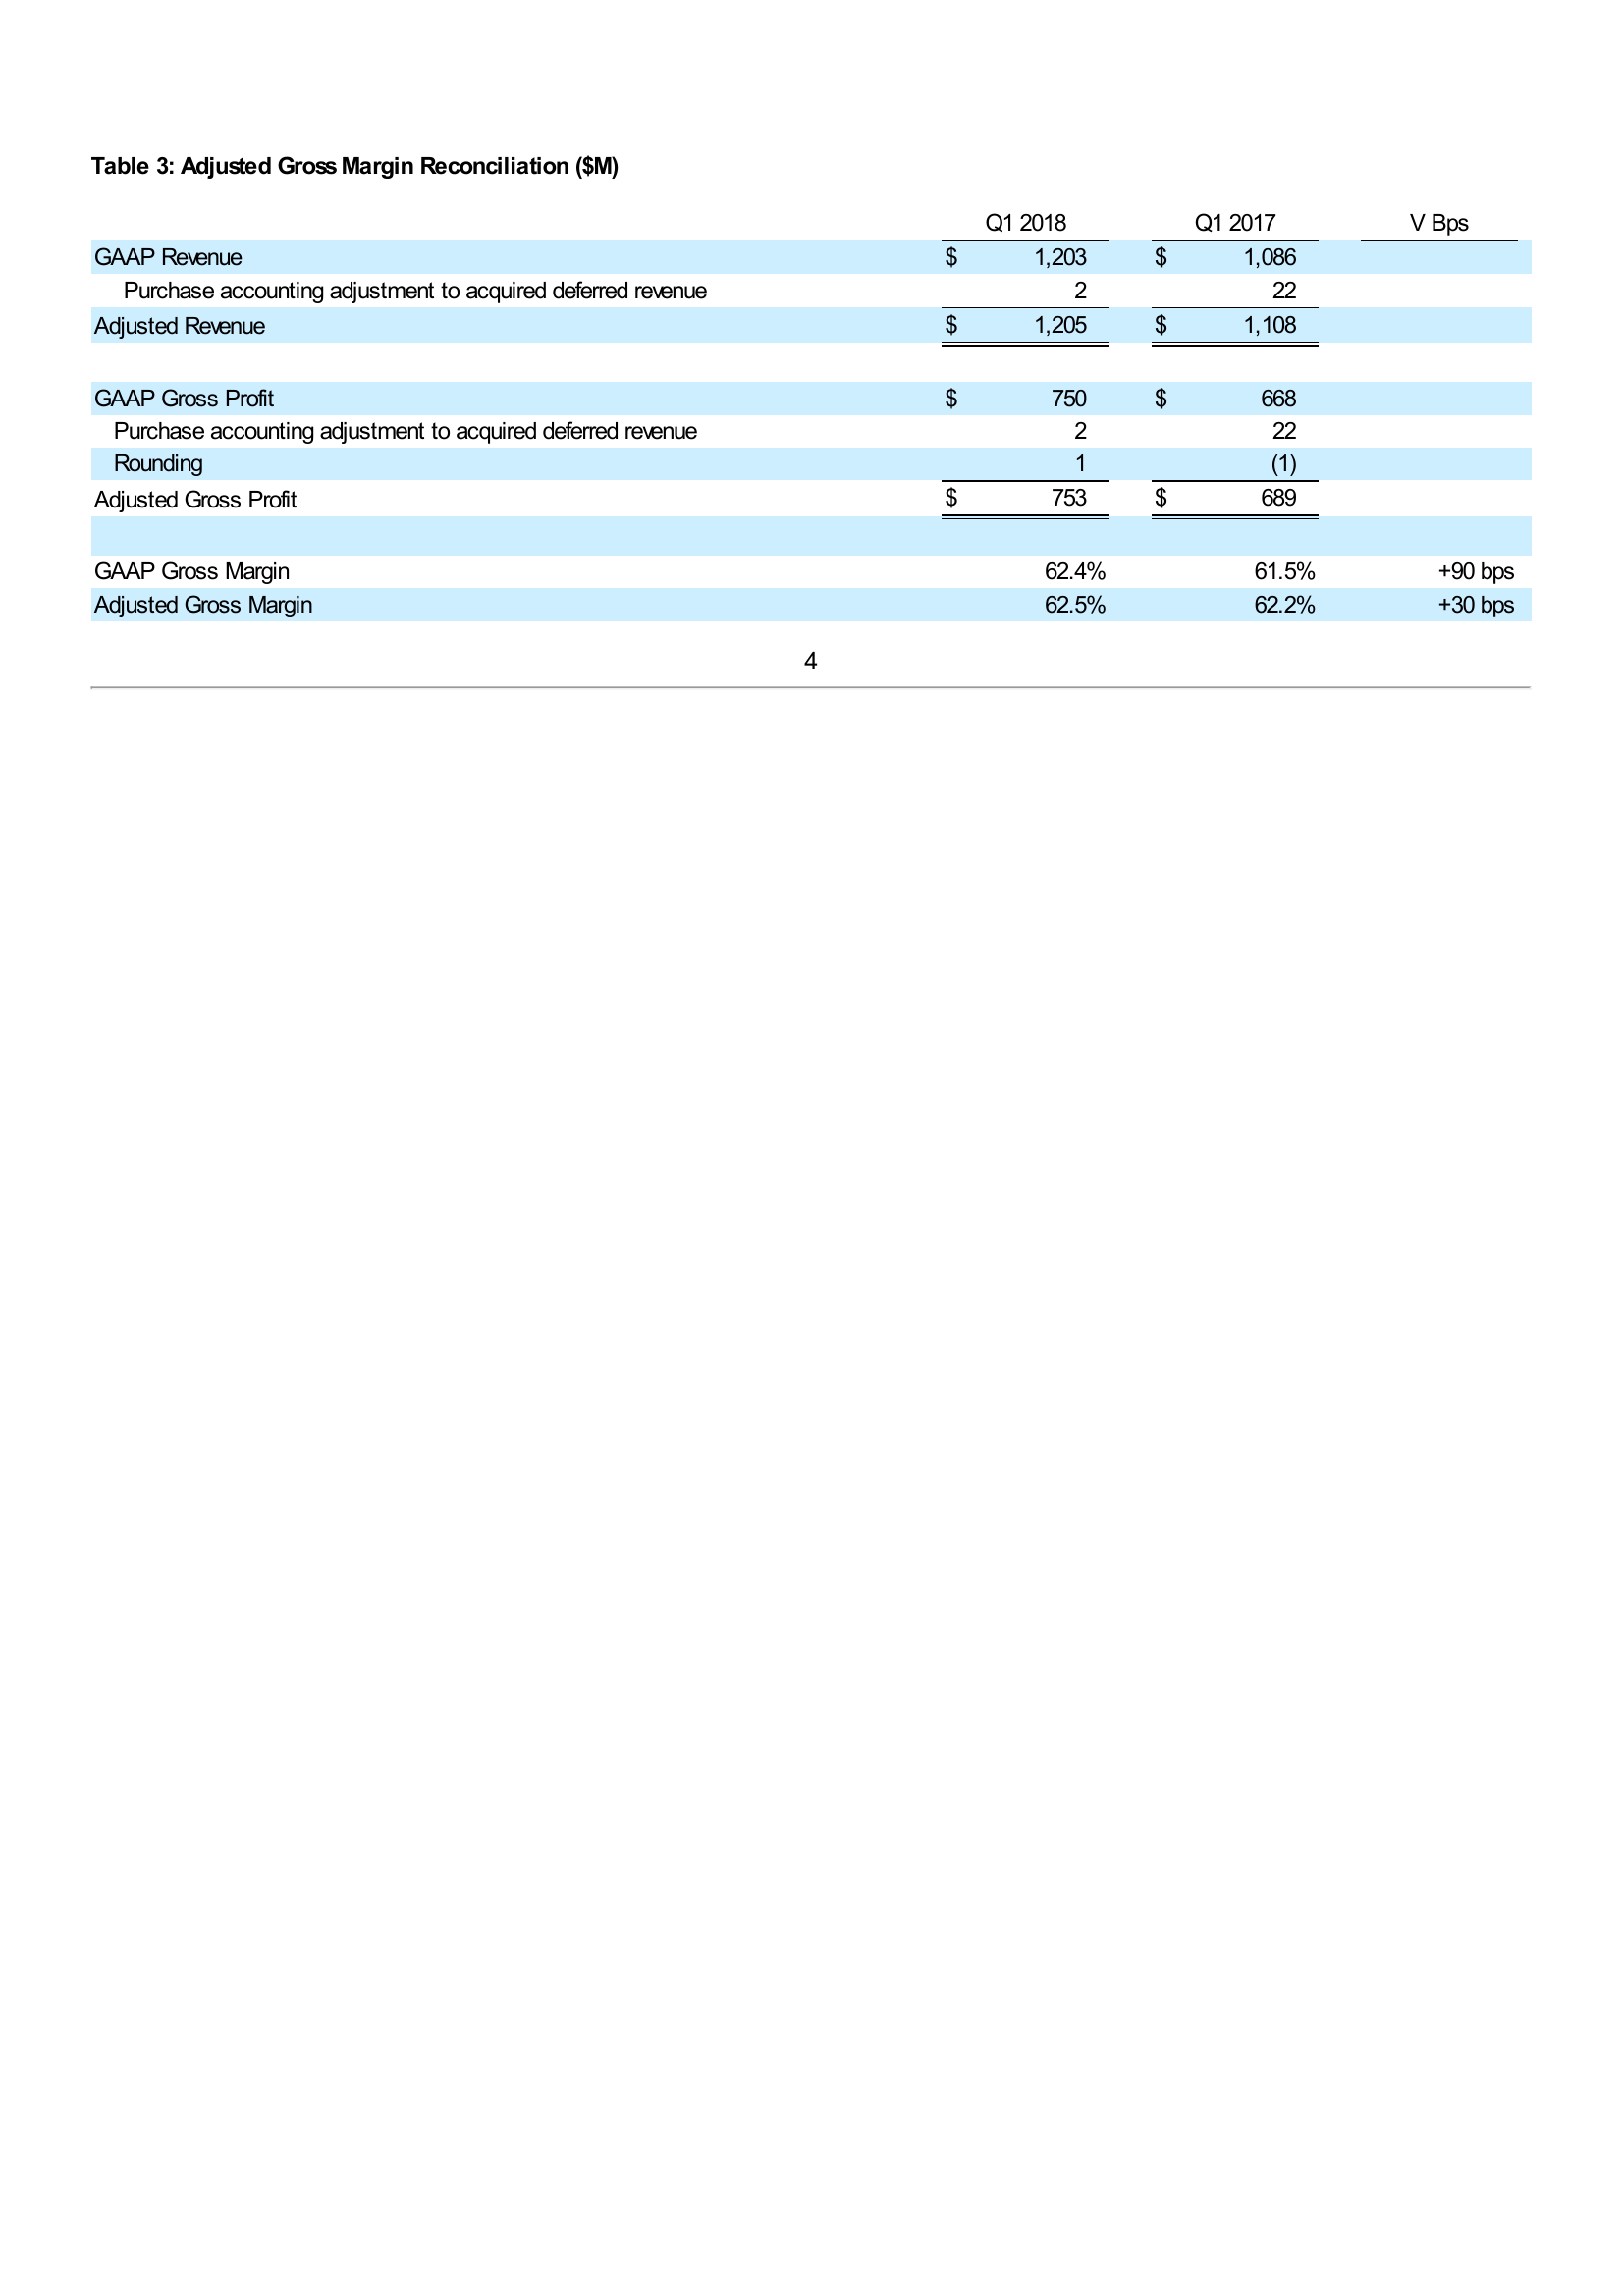 Table 3: Adjusted Gross Margin Reconciliation ($M)
Q1 2018 Q1 2017 V Bps
GAAP Revenue $ 1,203 $ 1,086
Purchase accounting adjustment to acquired deferred revenue 2 22
Adjusted Revenue $ 1,205 $ 1,108
GAAP Gross Profit $ 750 $ 668
Purchase accounting adjustment to acquired deferred revenue 2 22
Rounding 1 (1)
Adjusted Gross Profit $ 753 $ 689
GAAP Gross Margin 62.4% 61.5% +90 bps
Adjusted Gross Margin 62.5% 62.2% +30 bps
4